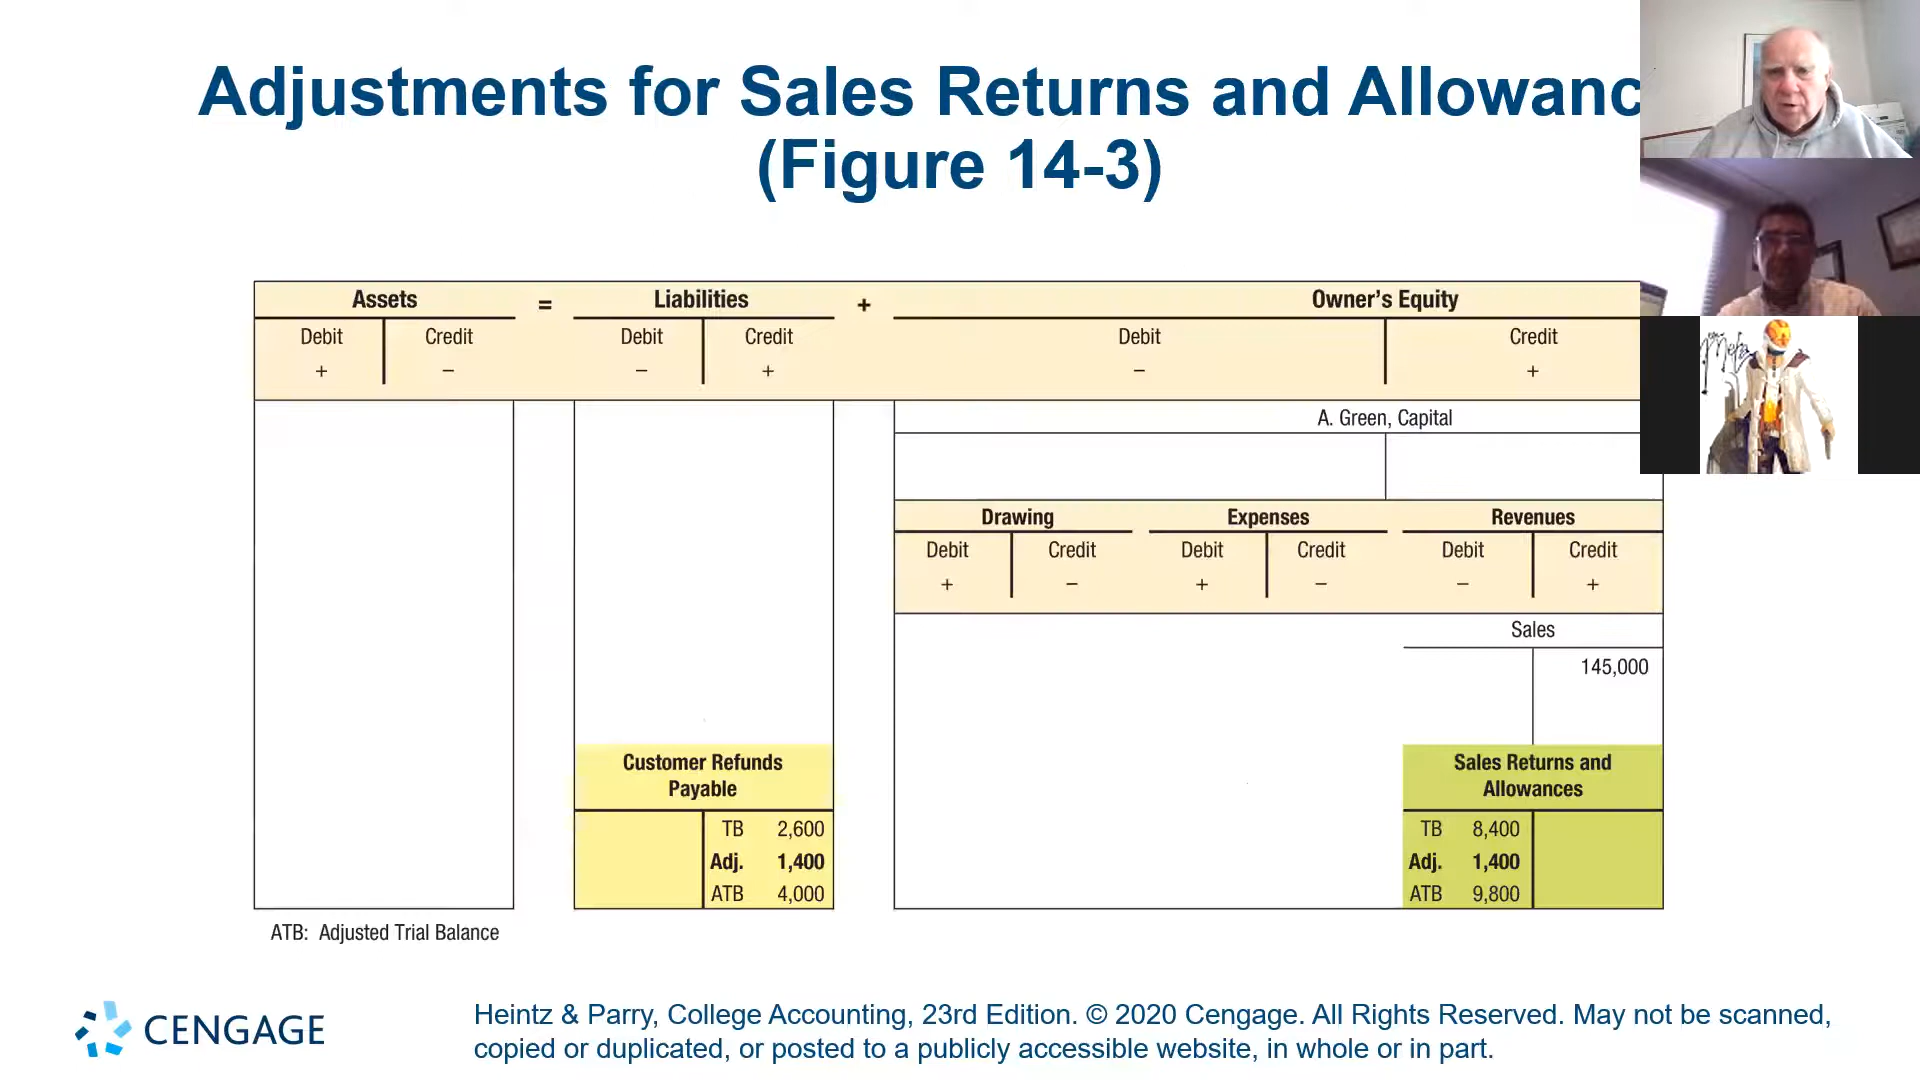 Adjustments for Sales Returns and Allowanc
(Figure 14-3)
Assets = Liabilities + Owner's Equity
Debit Credit Debit Credit Debit Credit
+ − − + − +
A. Green, Capital
Drawing Expenses Revenues
Debit Credit Debit Credit Debit Credit
+ − + − − +
Sales
145,000
Customer Refunds
Payable
TB 2,600
Adj. 1,400
ATB 4,000
Sales Returns and
Allowances
TB 8,400
Adj. 1,400
ATB 9,800
ATB: Adjusted Trial Balance
CENGAGE
Heintz & Parry, College Accounting, 23rd Edition. © 2020 Cengage. All Rights Reserved. May not be scanned,
copied or duplicated, or posted to a publicly accessible website, in whole or in part.